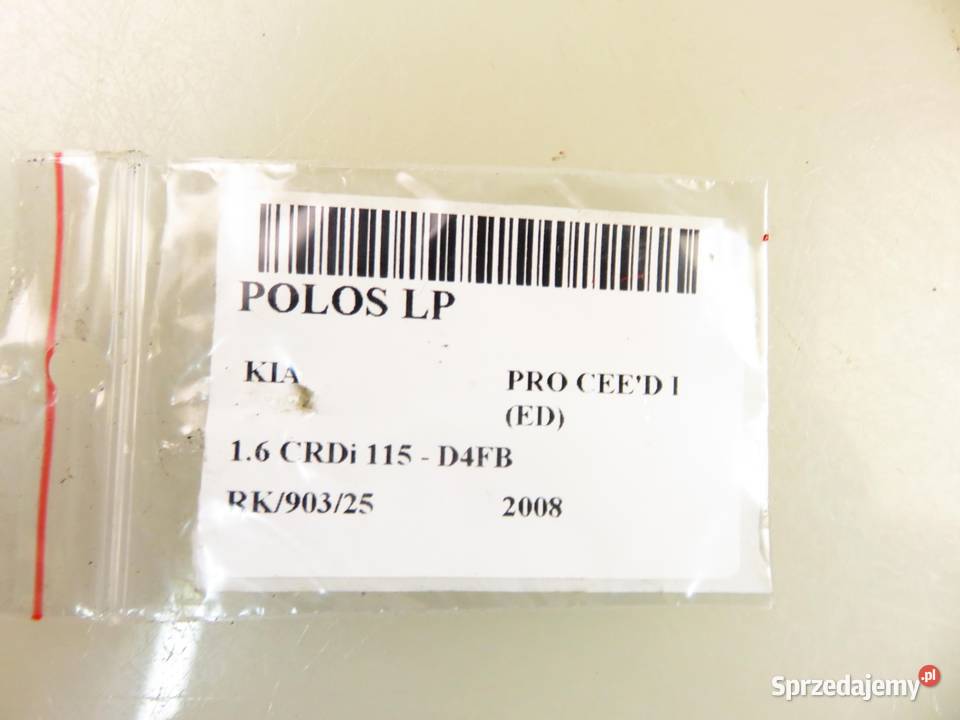 POLOS LP
KIA PRO CEE'D I
(ED)
1.6 CRDi 115 - D4FB
RK/903/25 2008
Sprzedajemy.pl